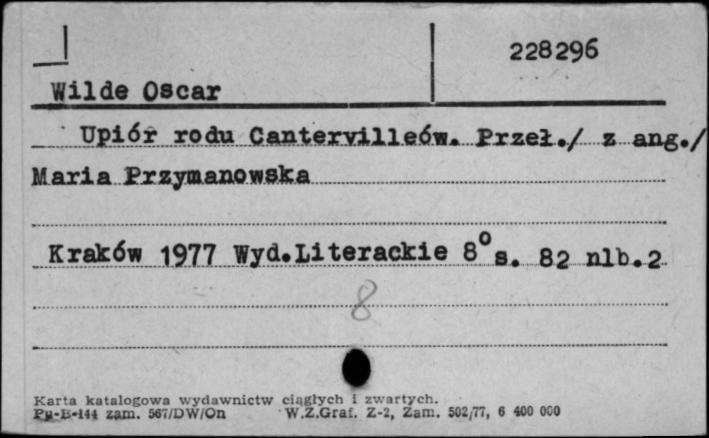 228296
Wilde Oscar
Upiór rodu Cantervilleów. Przeł./ z ang./
Maria Przymanowska
Kraków 1977 Wyd.Literackie 8° s. 82 nlb.2
8
Karta katalogowa wydawnictw ciągłych i zwartych.
Pu-B-144 zam. 567/DW/On W.Z.Graf. Z-2, Zam. 502/77, 6 400 000